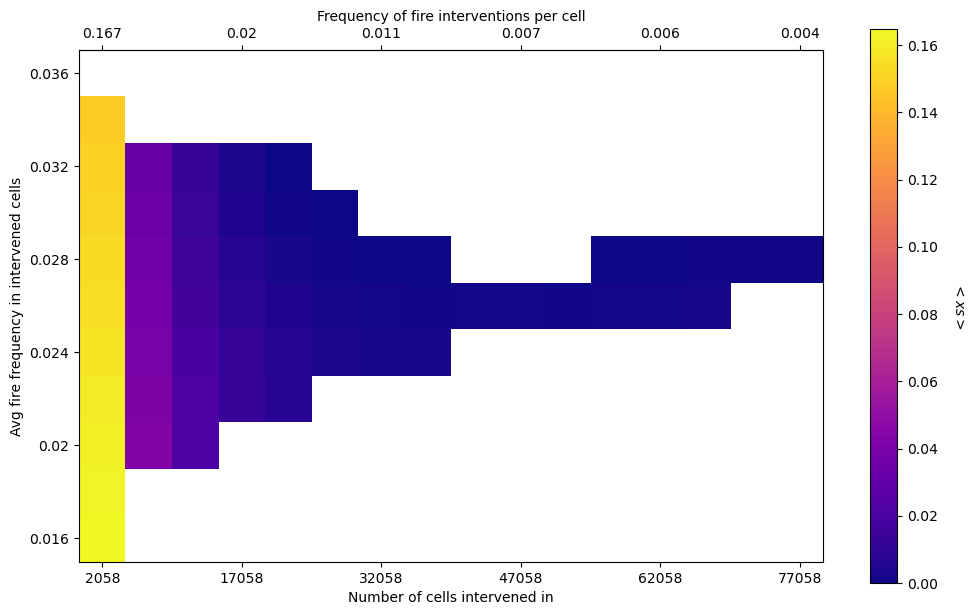 Frequency of fire interventions per cell
0.167 0.02 0.011 0.007 0.006 0.004
0.036
0.032
0.028
0.024
0.02
0.016
Avg fire frequency in intervened cells
2058 17058 32058 47058 62058 77058
Number of cells intervened in
0.16
0.14
0.12
0.10
0.08
0.06
0.04
0.02
0.00
< sx >